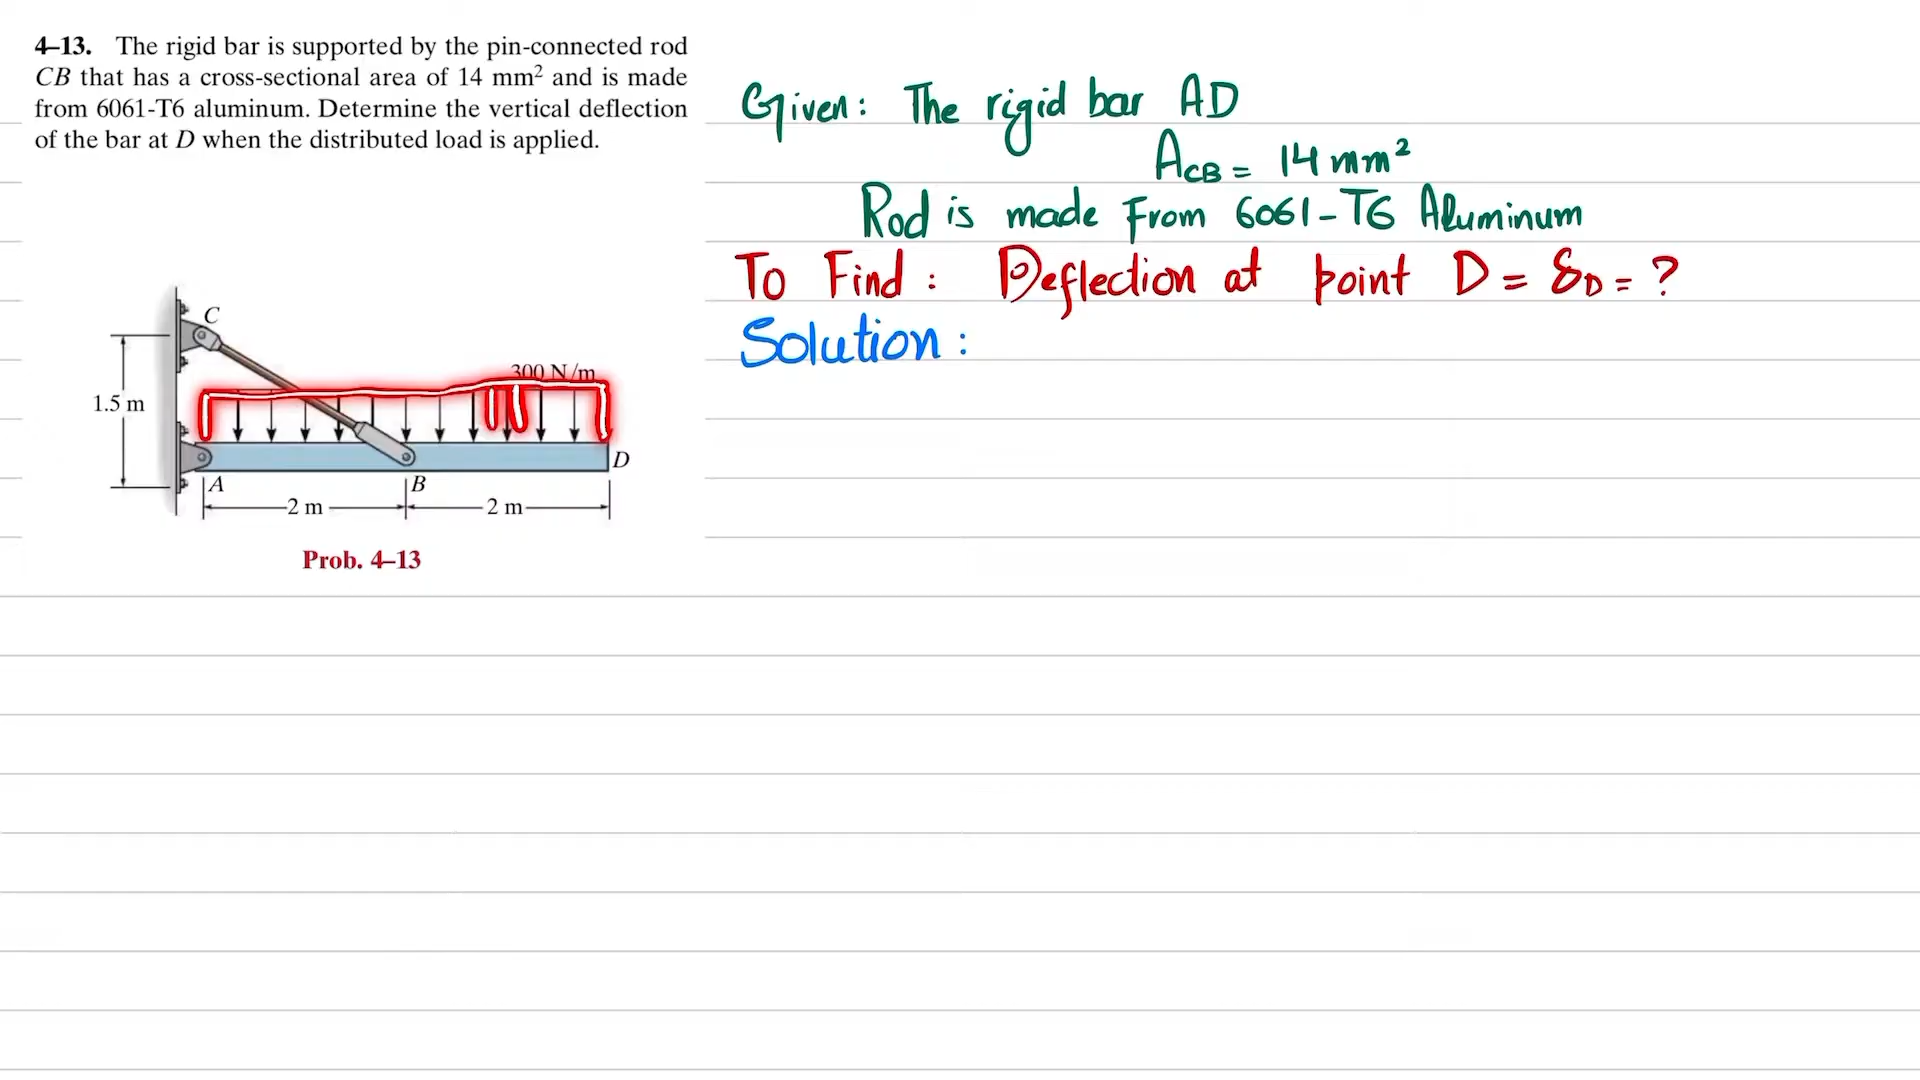 4–13. The rigid bar is supported by the pin-connected rod
CB that has a cross-sectional area of 14 mm² and is made
from 6061-T6 aluminum. Determine the vertical deflection
of the bar at D when the distributed load is applied.
Given: The rigid bar AD
ACB = 14 mm²
Rod is made From 6061-T6 Aluminum
To Find: Deflection at point D = δD = ?
Solution:
C
300 N/m
1.5 m
D
A
B
2 m
2 m
Prob. 4–13